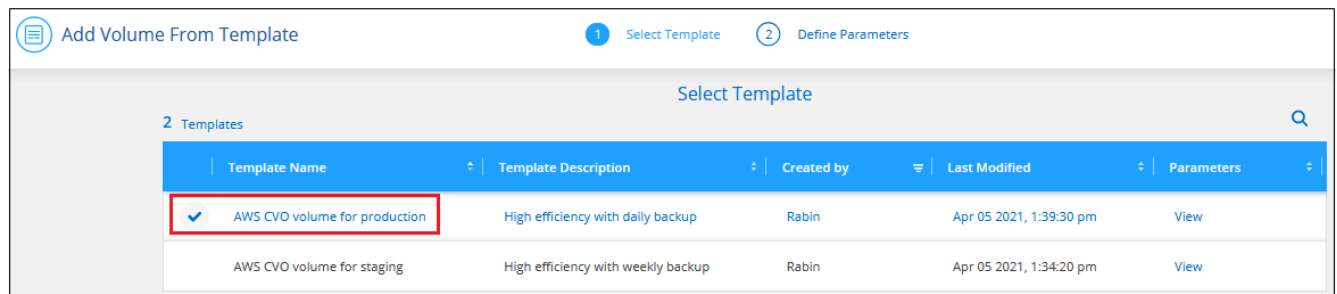 Add Volume From Template
1 Select Template 2 Define Parameters
Select Template
2 Templates
Template Name Template Description Created by Last Modified Parameters
AWS CVO volume for production High efficiency with daily backup Rabin Apr 05 2021, 1:39:30 pm View
AWS CVO volume for staging High efficiency with weekly backup Rabin Apr 05 2021, 1:34:20 pm View